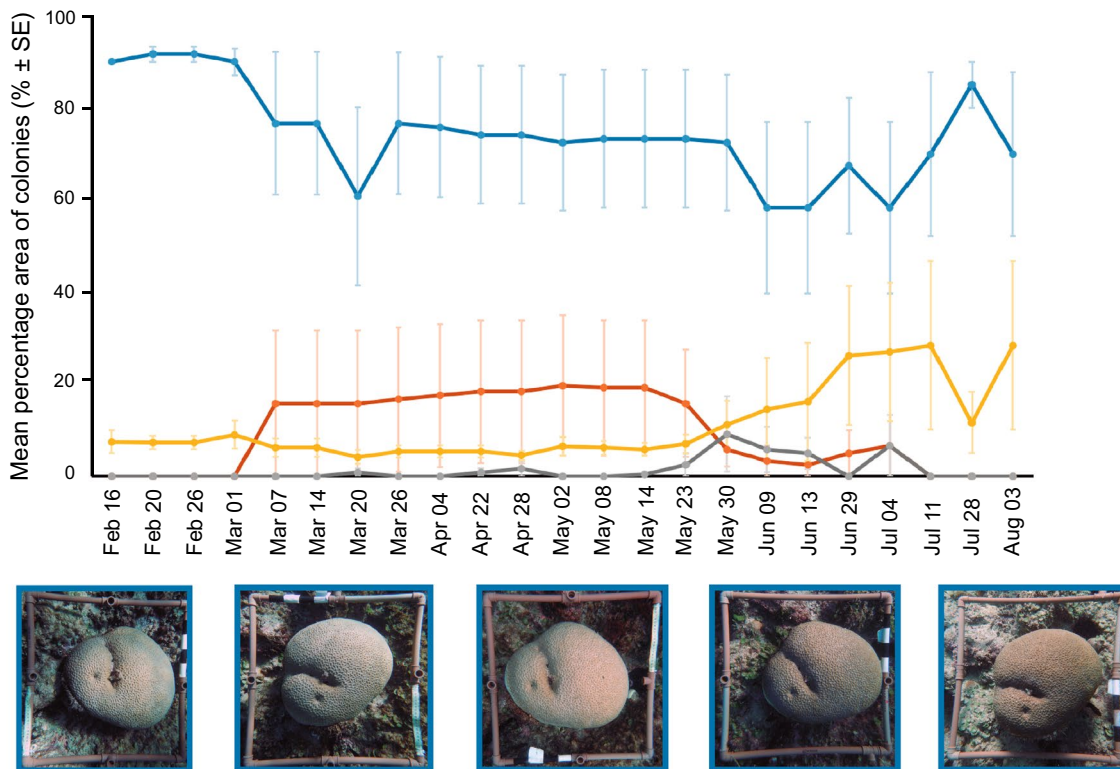 Mean percentage area of colonies (% ± SE)
100
80
60
40
20
0
Feb 16
Feb 20
Feb 26
Mar 01
Mar 07
Mar 14
Mar 20
Mar 26
Apr 04
Apr 22
Apr 28
May 02
May 08
May 14
May 23
May 30
Jun 09
Jun 13
Jun 29
Jul 04
Jul 11
Jul 28
Aug 03